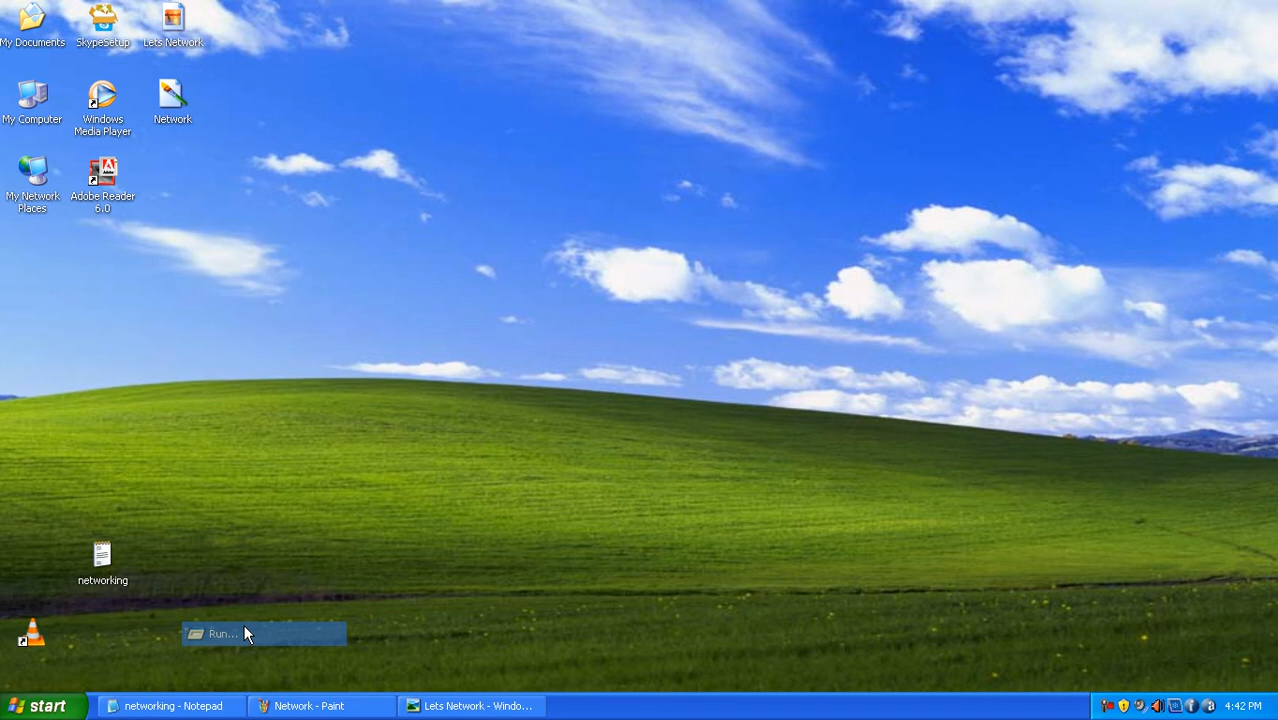 My Documents
SkypeSetup
Lets Network
My Computer
Windows
Media Player
Network
My Network
Places
Adobe Reader
6.0
networking
Run...
start
networking - Notepad
Network - Paint
Lets Network - Windo...
4:42 PM